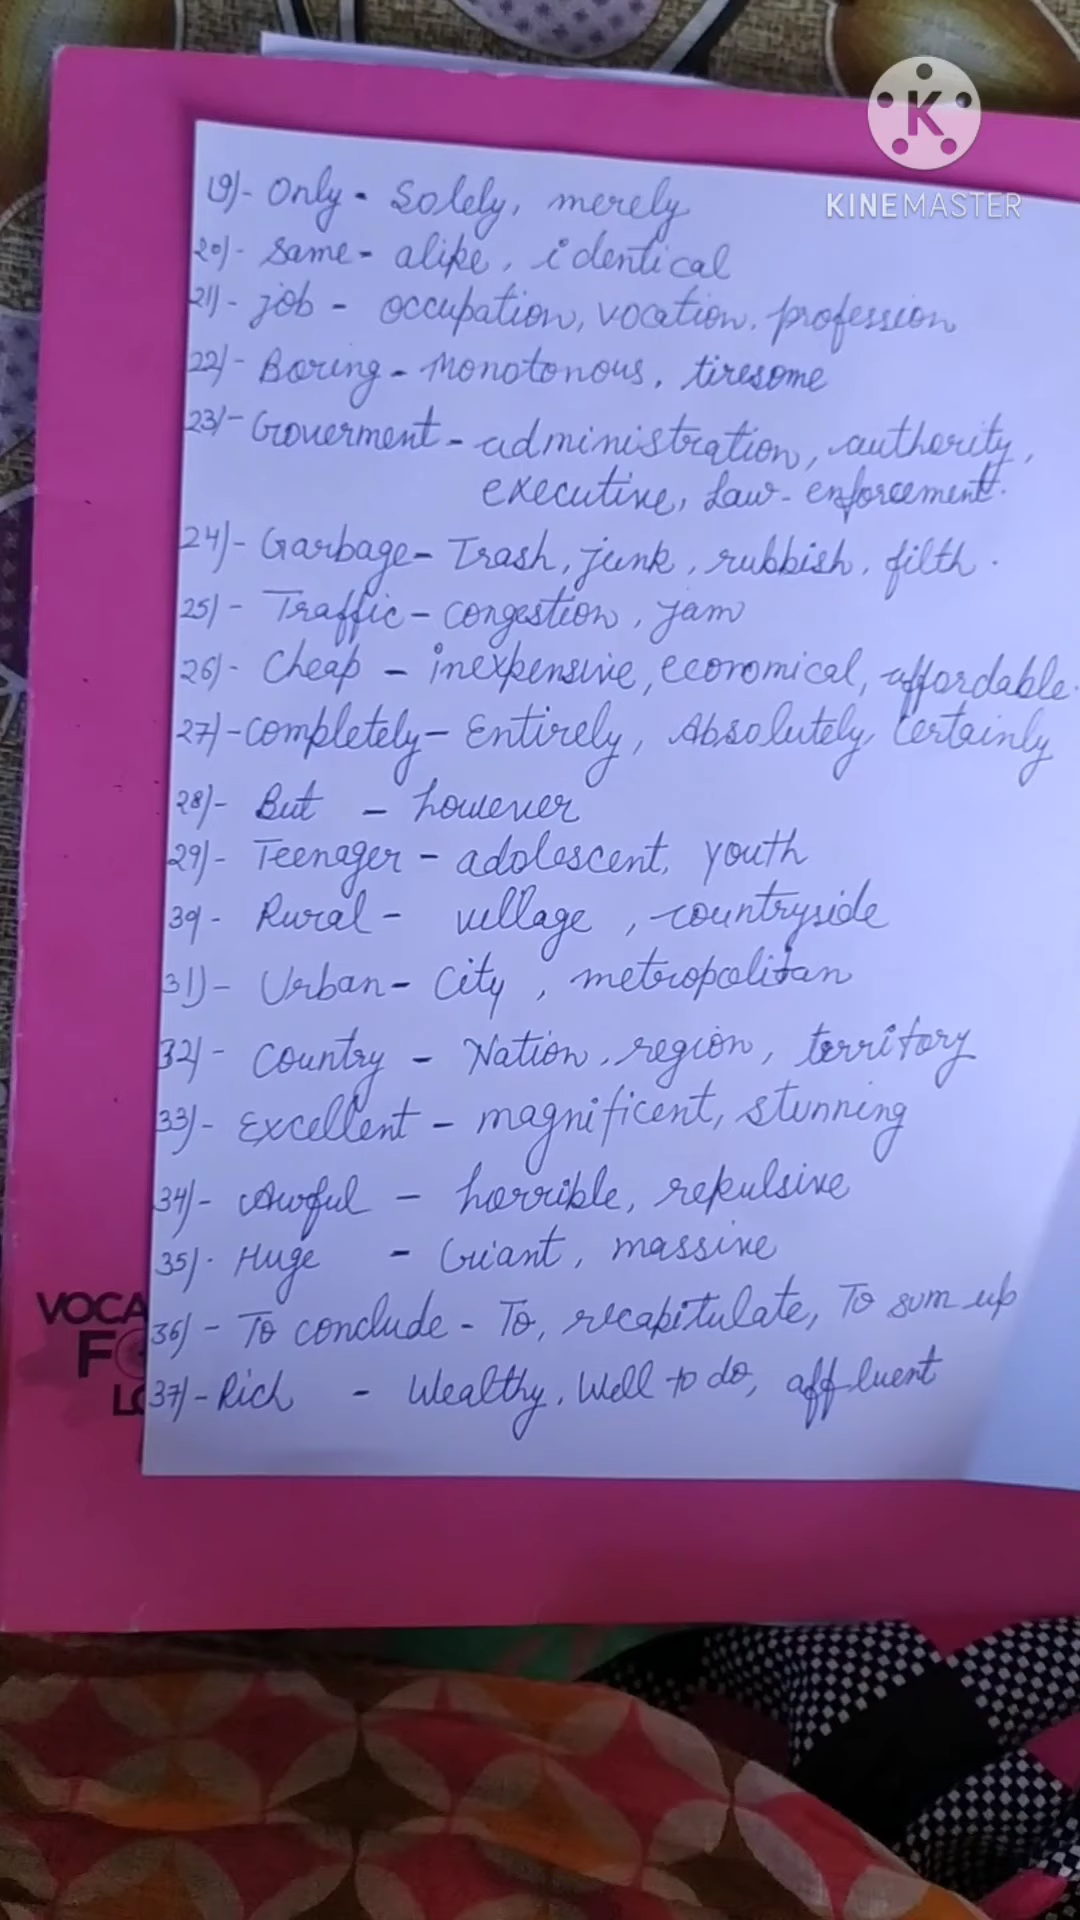 KINEMASTER
19)- Only - Solely, merely
20)- Same - alike, identical
21)- job - occupation, vocation, profession
22)- Boring - Monotonous, tiresome
23)- Gouverment - administration, authority,
executive, Law-enforcement.
24)- Garbage - Trash, junk, rubbish, filth.
25)- Traffic - congestion, jam
26)- Cheap - inexpensive, economical, affordable.
27)- completely - Entirely, Absolutely, Certainly
28)- But - however
29)- Teenager - adolescent, youth
30)- Rural - village, countryside
31)- Urban - City, metropolitan
32)- Country - Nation, region, territory
33)- Excellent - magnificent, stunning
34)- Awful - horrible, repulsive
35)- Huge - Giant, massive
36)- To conclude - To, recapitulate, To sum up
37)- Rich - Wealthy, Well to do, affluent
VOCA